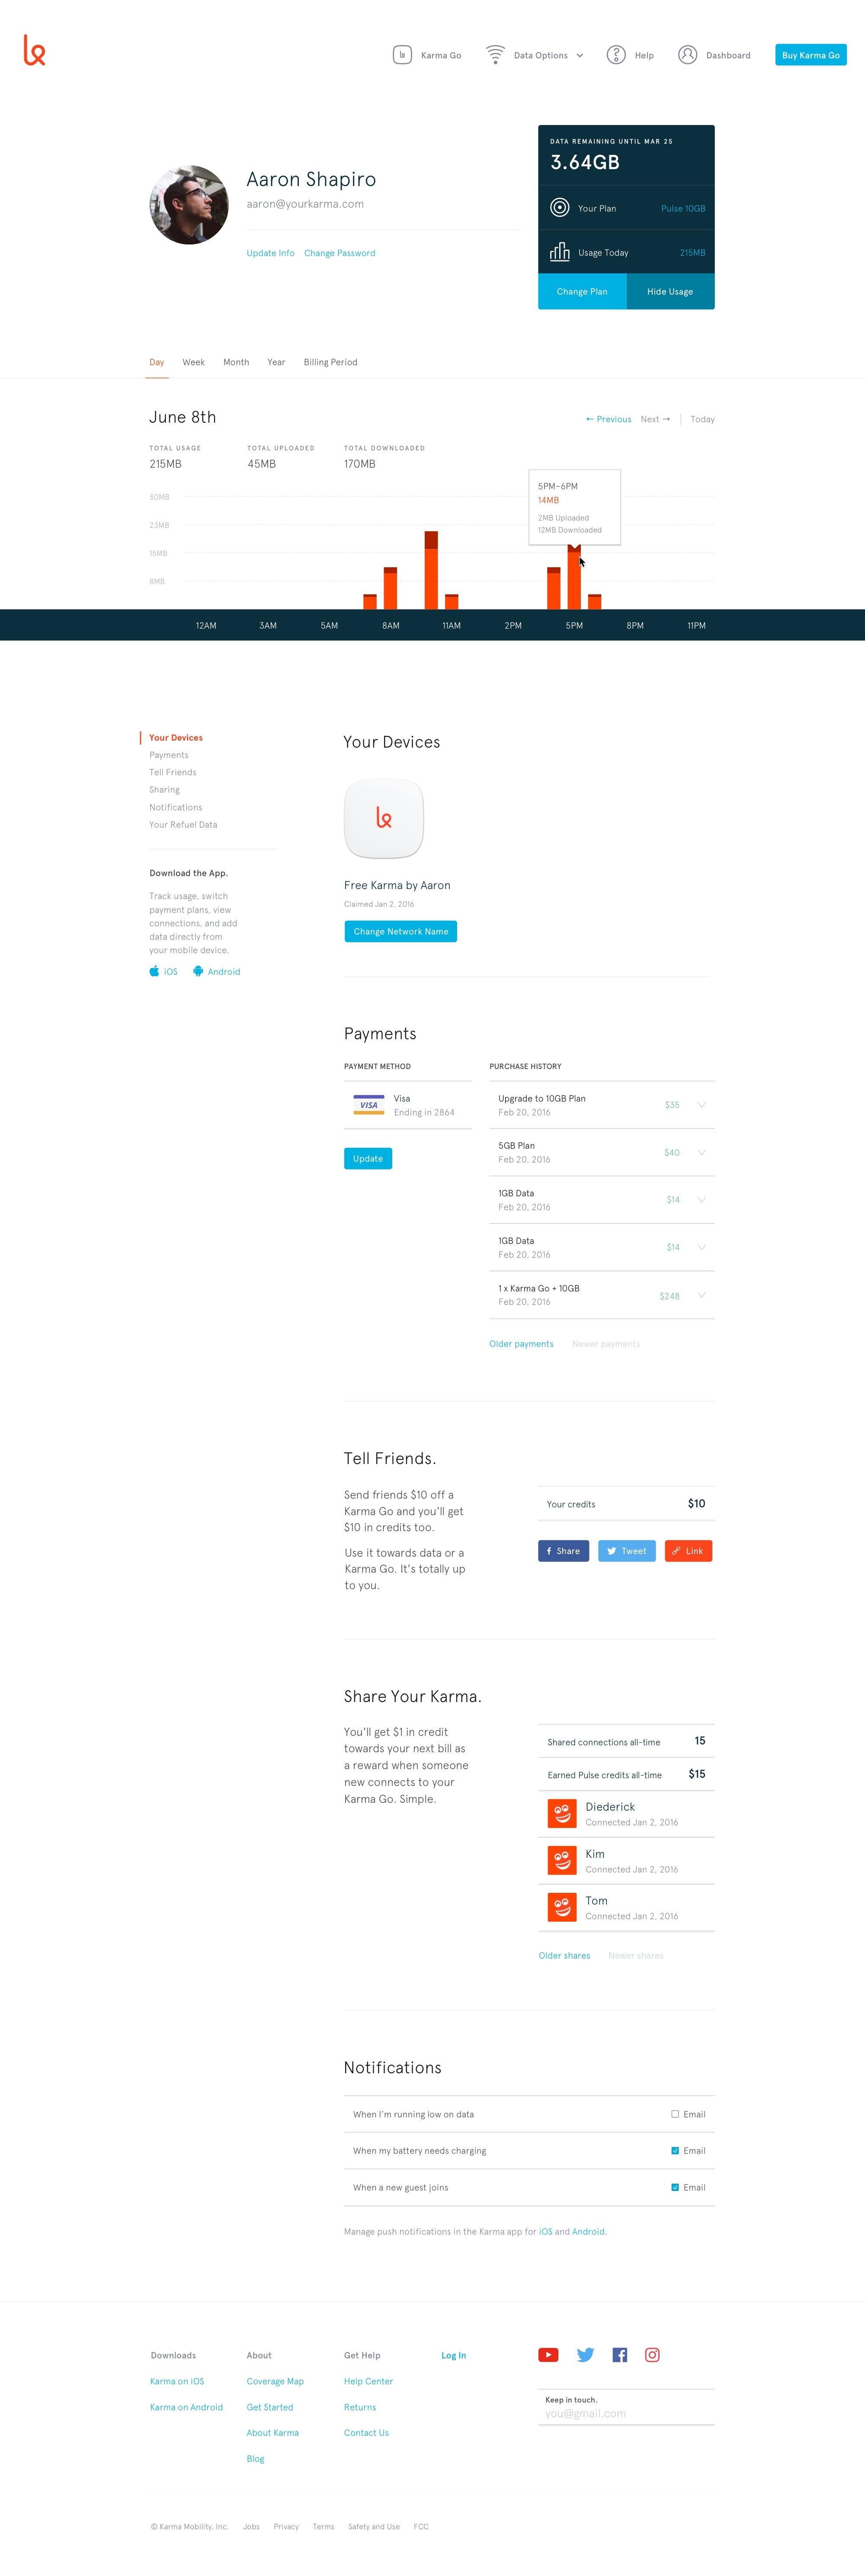 Karma Go
Data Options
Help
Dashboard
Buy Karma Go
Aaron Shapiro
aaron@yourkarma.com
Update Info Change Password
DATA REMAINING UNTIL MAR 25
3.64GB
Your Plan Pulse 10GB
Usage Today 215MB
Change Plan Hide Usage
Day Week Month Year Billing Period
June 8th
← Previous Next → Today
TOTAL USAGE TOTAL UPLOADED TOTAL DOWNLOADED
215MB 45MB 170MB
5PM–6PM
14MB
2MB Uploaded
12MB Downloaded
30MB
23MB
15MB
8MB
12AM 3AM 5AM 8AM 11AM 2PM 5PM 8PM 11PM
Your Devices
Payments
Tell Friends
Sharing
Notifications
Your Refuel Data
Download the App.
Track usage, switch
payment plans, view
connections, and add
data directly from
your mobile device.
iOS Android
Your Devices
Free Karma by Aaron
Claimed Jan 2, 2016
Change Network Name
Payments
PAYMENT METHOD
VISA
Visa
Ending in 2864
Update
PURCHASE HISTORY
Upgrade to 10GB Plan
Feb 20, 2016
$35
5GB Plan
Feb 20, 2016
$40
1GB Data
Feb 20, 2016
$14
1GB Data
Feb 20, 2016
$14
1 x Karma Go + 10GB
Feb 20, 2016
$248
Older payments Newer payments
Tell Friends.
Send friends $10 off a
Karma Go and you'll get
$10 in credits too.
Use it towards data or a
Karma Go. It's totally up
to you.
Your credits $10
Share Tweet Link
Share Your Karma.
You'll get $1 in credit
towards your next bill as
a reward when someone
new connects to your
Karma Go. Simple.
Shared connections all-time 15
Earned Pulse credits all-time $15
Diederick
Connected Jan 2, 2016
Kim
Connected Jan 2, 2016
Tom
Connected Jan 2, 2016
Older shares Newer shares
Notifications
When I'm running low on data Email
When my battery needs charging Email
When a new guest joins Email
Manage push notifications in the Karma app for iOS and Android.
Downloads
Karma on iOS
Karma on Android
About
Coverage Map
Get Started
About Karma
Blog
Get Help
Help Center
Returns
Contact Us
Log In
Keep in touch.
you@gmail.com
© Karma Mobility, Inc. Jobs Privacy Terms Safety and Use FCC